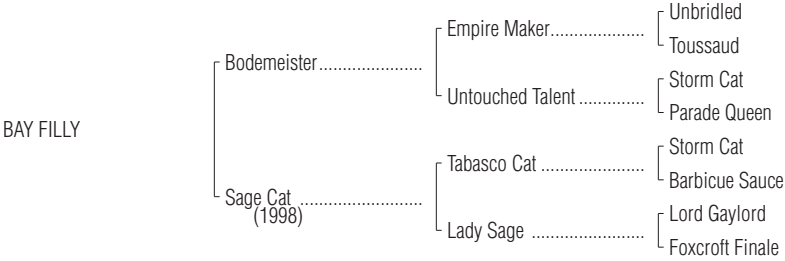 Unbridled
Empire Maker....................
Toussaud
Bodemeister......................
Storm Cat
Untouched Talent ..............
Parade Queen
BAY FILLY
Storm Cat
Tabasco Cat ......................
Barbicue Sauce
Sage Cat ..........................
(1998)
Lord Gaylord
Lady Sage ........................
Foxcroft Finale